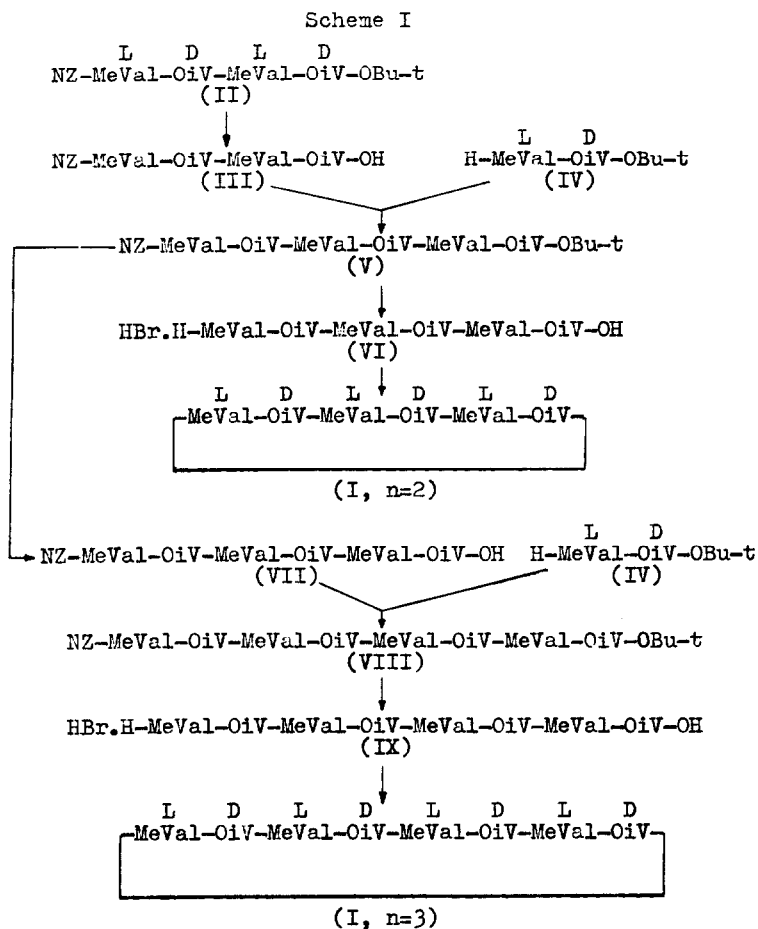 Scheme I
L D L D
NZ-MeVal-OiV-MeVal-OiV-OBu-t
(II)
L D
NZ-MeVal-OiV-MeVal-OiV-OH H-MeVal-OiV-OBu-t
(III) (IV)
NZ-MeVal-OiV-MeVal-OiV-MeVal-OiV-OBu-t
(V)
HBr.H-MeVal-OiV-MeVal-OiV-MeVal-OiV-OH
(VI)
L D L D L D
MeVal-OiV-MeVal-OiV-MeVal-OiV
(I, n=2)
L D
NZ-MeVal-OiV-MeVal-OiV-MeVal-OiV-OH H-MeVal-OiV-OBu-t
(VII) (IV)
NZ-MeVal-OiV-MeVal-OiV-MeVal-OiV-MeVal-OiV-OBu-t
(VIII)
HBr.H-MeVal-OiV-MeVal-OiV-MeVal-OiV-MeVal-OiV-OH
(IX)
L D L D L D L D
MeVal-OiV-MeVal-OiV-MeVal-OiV-MeVal-OiV
(I, n=3)